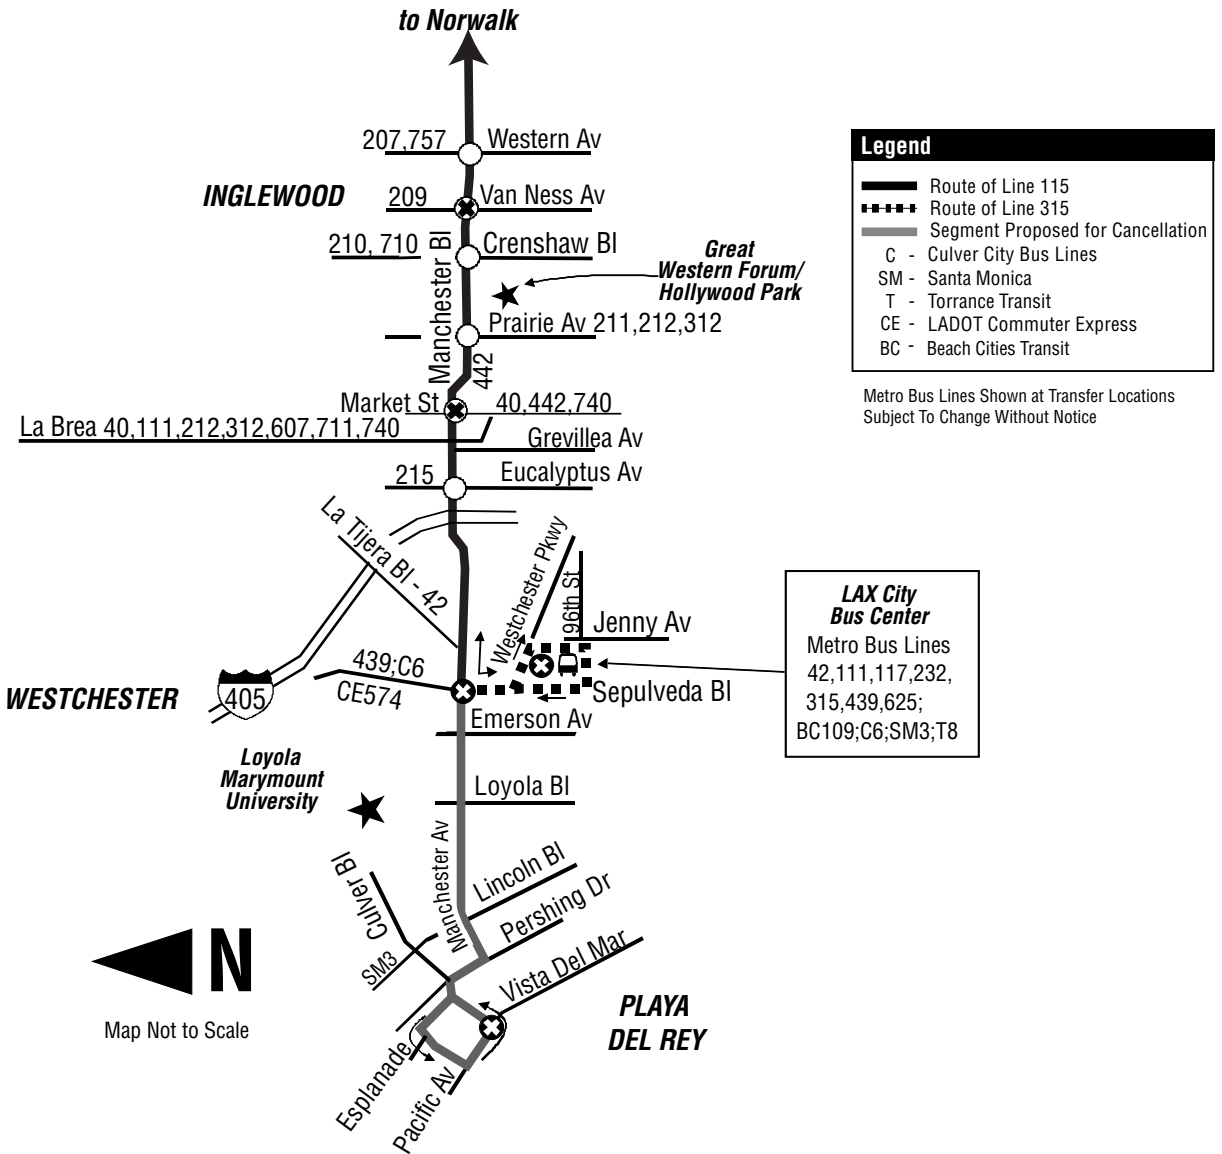 to Norwalk
207,757
Western Av
INGLEWOOD
209
Van Ness Av
210, 710
Crenshaw Bl
Manchester Bl
Great
Western Forum/
Hollywood Park
Prairie Av 211,212,312
442
Market St
40,442,740
La Brea 40,111,212,312,607,711,740
Grevillea Av
215
Eucalyptus Av
La Tijera Bl - 42
Westchester Pkwy
96th St
Jenny Av
439;C6
CE574
Sepulveda Bl
WESTCHESTER
405
Emerson Av
Loyola
Marymount
University
Loyola Bl
Manchester Av
Culver Bl
Lincoln Bl
Pershing Dr
SM3
Vista Del Mar
N
Map Not to Scale
PLAYA
DEL REY
Esplanade
Pacific Av
Legend
Route of Line 115
Route of Line 315
Segment Proposed for Cancellation
C - Culver City Bus Lines
SM - Santa Monica
T - Torrance Transit
CE - LADOT Commuter Express
BC - Beach Cities Transit
Metro Bus Lines Shown at Transfer Locations
Subject To Change Without Notice
LAX City
Bus Center
Metro Bus Lines
42,111,117,232,
315,439,625;
BC109;C6;SM3;T8